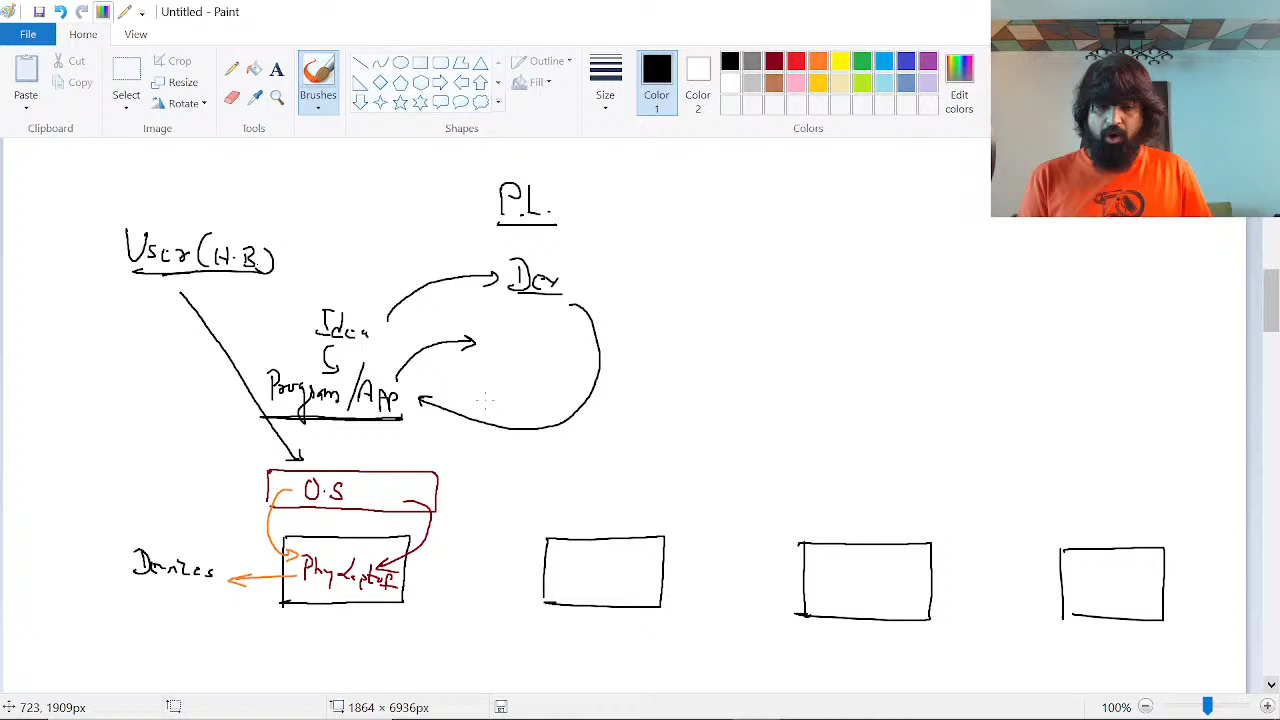 Untitled - Paint
File
Home
View
Paste
Cut
Copy
Clipboard
Select
Crop
Resize
Rotate
Image
A
Tools
Brushes
Outline
Fill
Shapes
Size
Color 1
Color 2
Edit colors
Colors
P.L.
User (H.B.)
Dev
Idea
Program/App
O.S
Devices
Phy Laptop
723, 1909px
1864 × 6936px
100%